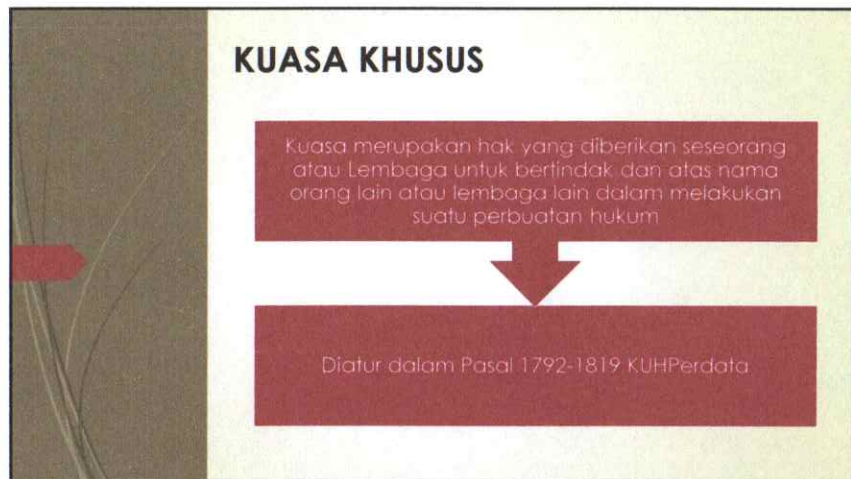 KUASA KHUSUS
Kuasa merupakan hak yang diberikan seseorang
atau Lembaga untuk bertindak dan atas nama
orang lain atau lembaga lain dalam melakukan
suatu perbuatan hukum
Diatur dalam Pasal 1792-1819 KUHPerdata